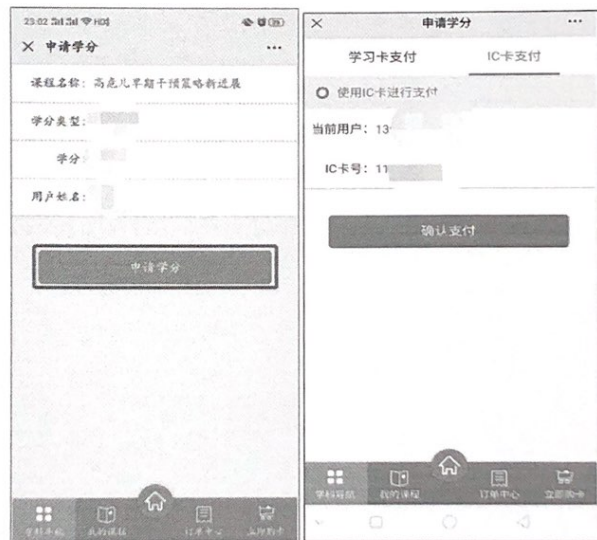 23:02
申请学分
课程名称：高危儿早期干预策略新进展
学分类型：
学分
用户姓名：
申请学分
学科导航
我的课程
订单中心
立即购卡
申请学分
学习卡支付
IC卡支付
使用IC卡进行支付
当前用户：13
IC卡号：11
确认支付
学科导航
我的课程
订单中心
立即购卡